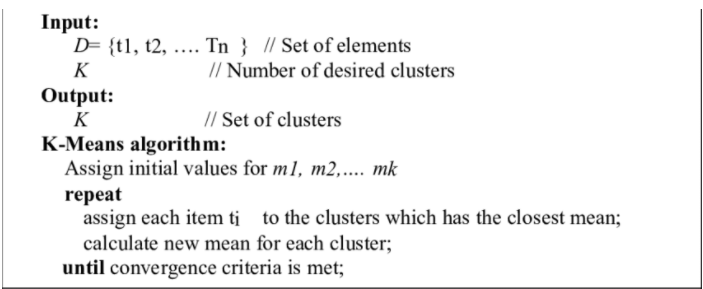 Input:
D= {t1, t2, .... Tn } // Set of elements
K // Number of desired clusters
Output:
K // Set of clusters
K-Means algorithm:
Assign initial values for m1, m2,.... mk
repeat
assign each item ti to the clusters which has the closest mean;
calculate new mean for each cluster;
until convergence criteria is met;